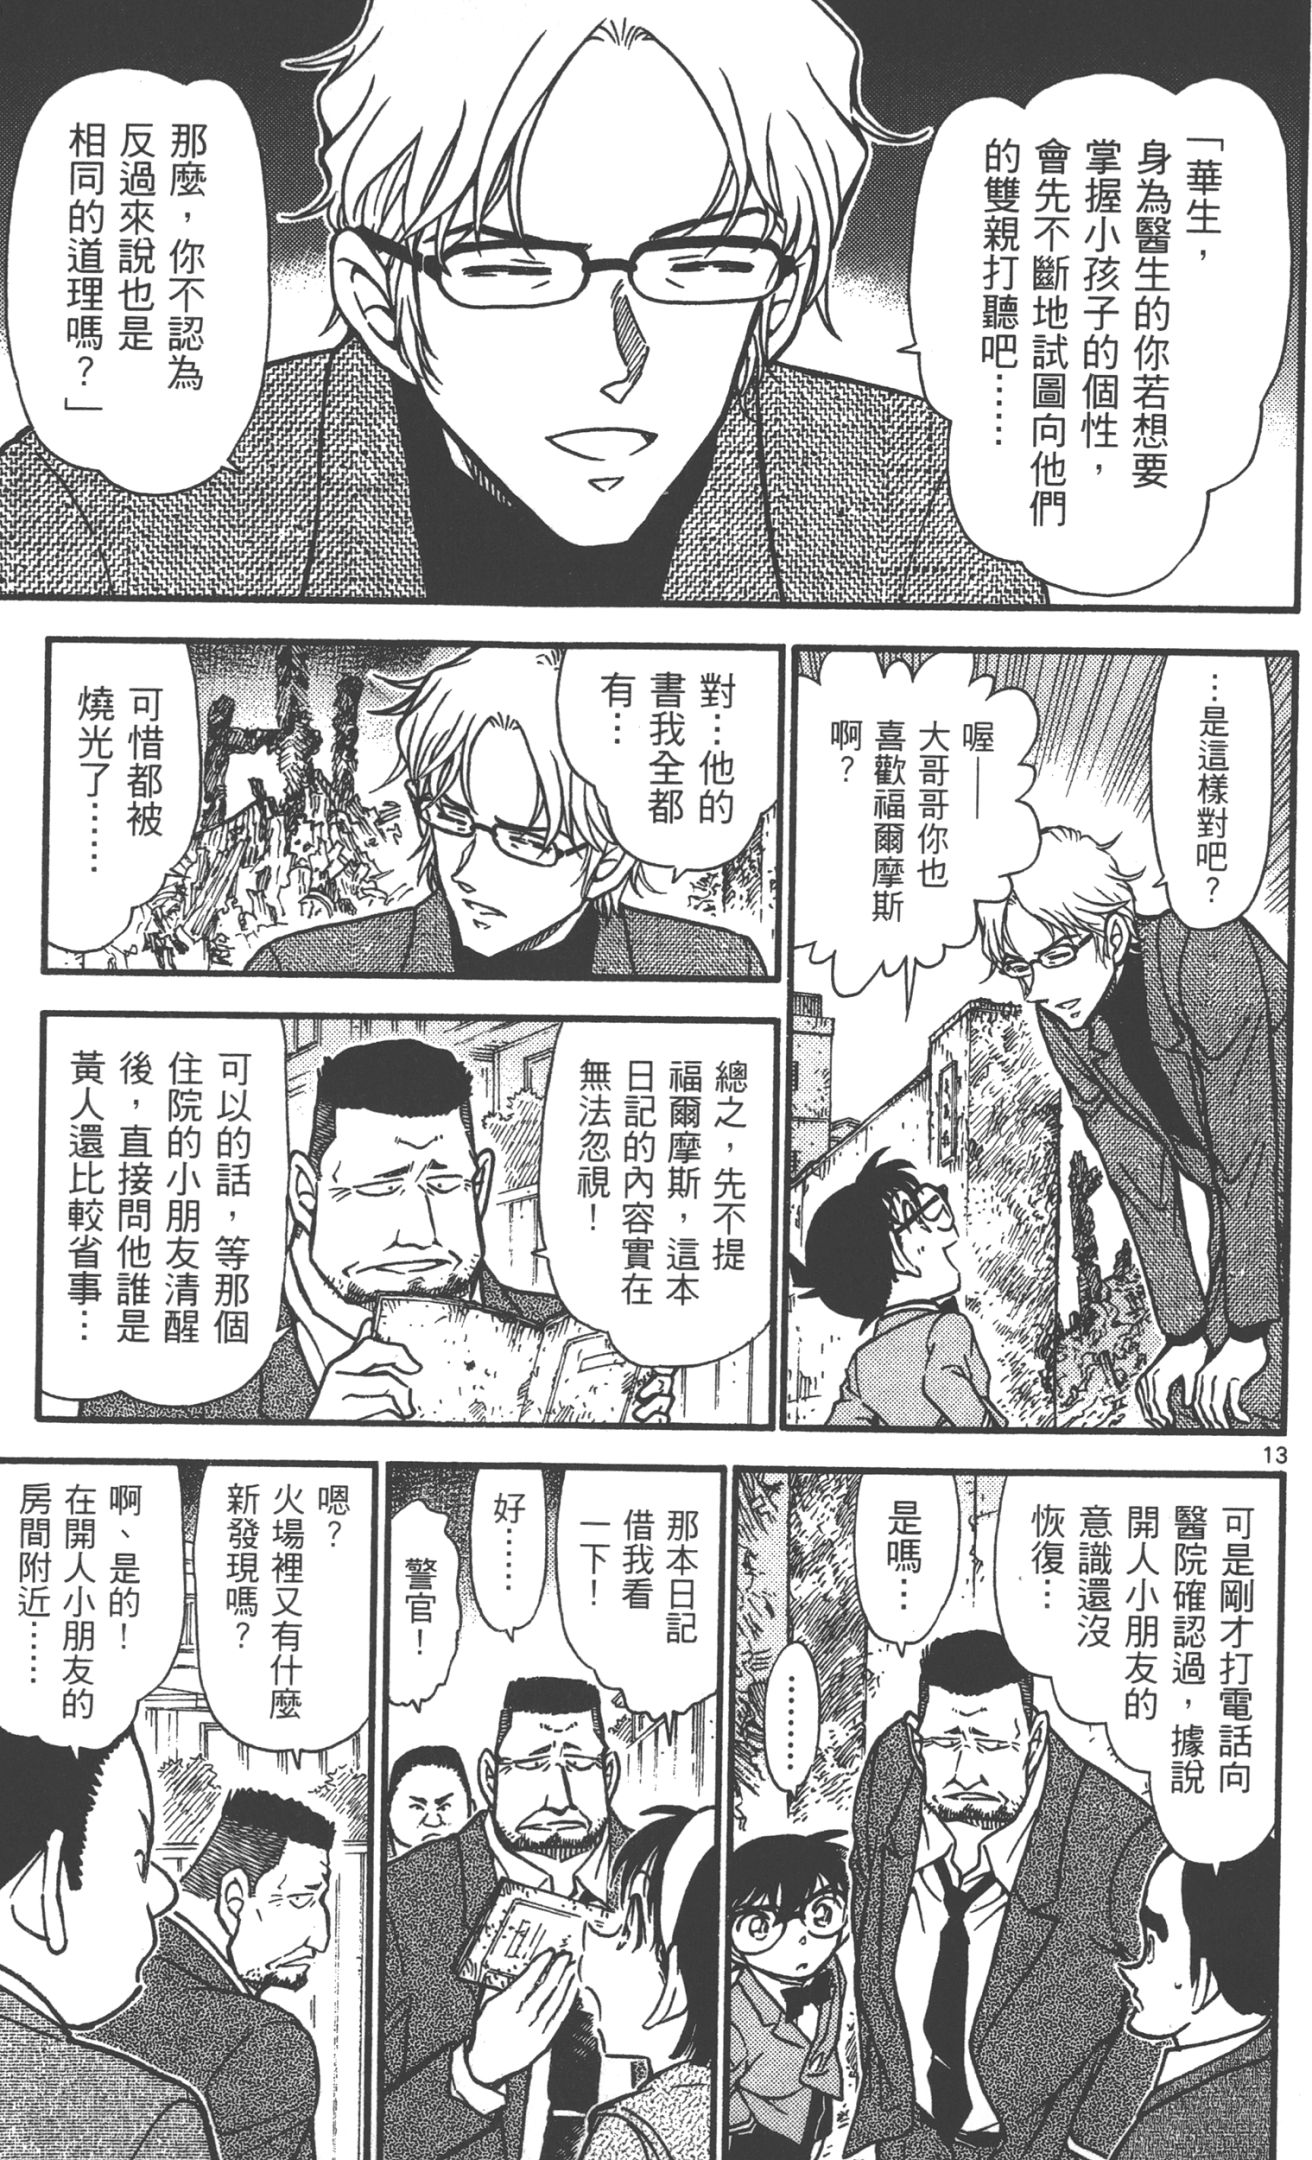 「華生，
身為醫生的你若想要
掌握小孩子的個性，
會先不斷地試圖向他們
的雙親打聽吧……
那麼，你不認為
反過來說也是
相同的道理嗎？」
…是這樣對吧？
喔——
大哥哥你也
喜歡福爾摩斯
啊？
對…他的
書我全都
有…
可惜都被
燒光了……
總之，先不提
福爾摩斯，這本
日記的內容實在
無法忽視！
可以的話，等那個
住院的小朋友清醒
後，直接問他誰是
黃人還比較省事…
13
可是剛才打電話向
醫院確認過，據說
開人小朋友的
意識還沒
恢復…
是嗎…
………
那本日記
借我看
一下！
好……
警官！
嗯？
火場裡又有什麼
新發現嗎？
啊、是的！
在開人小朋友的
房間附近……